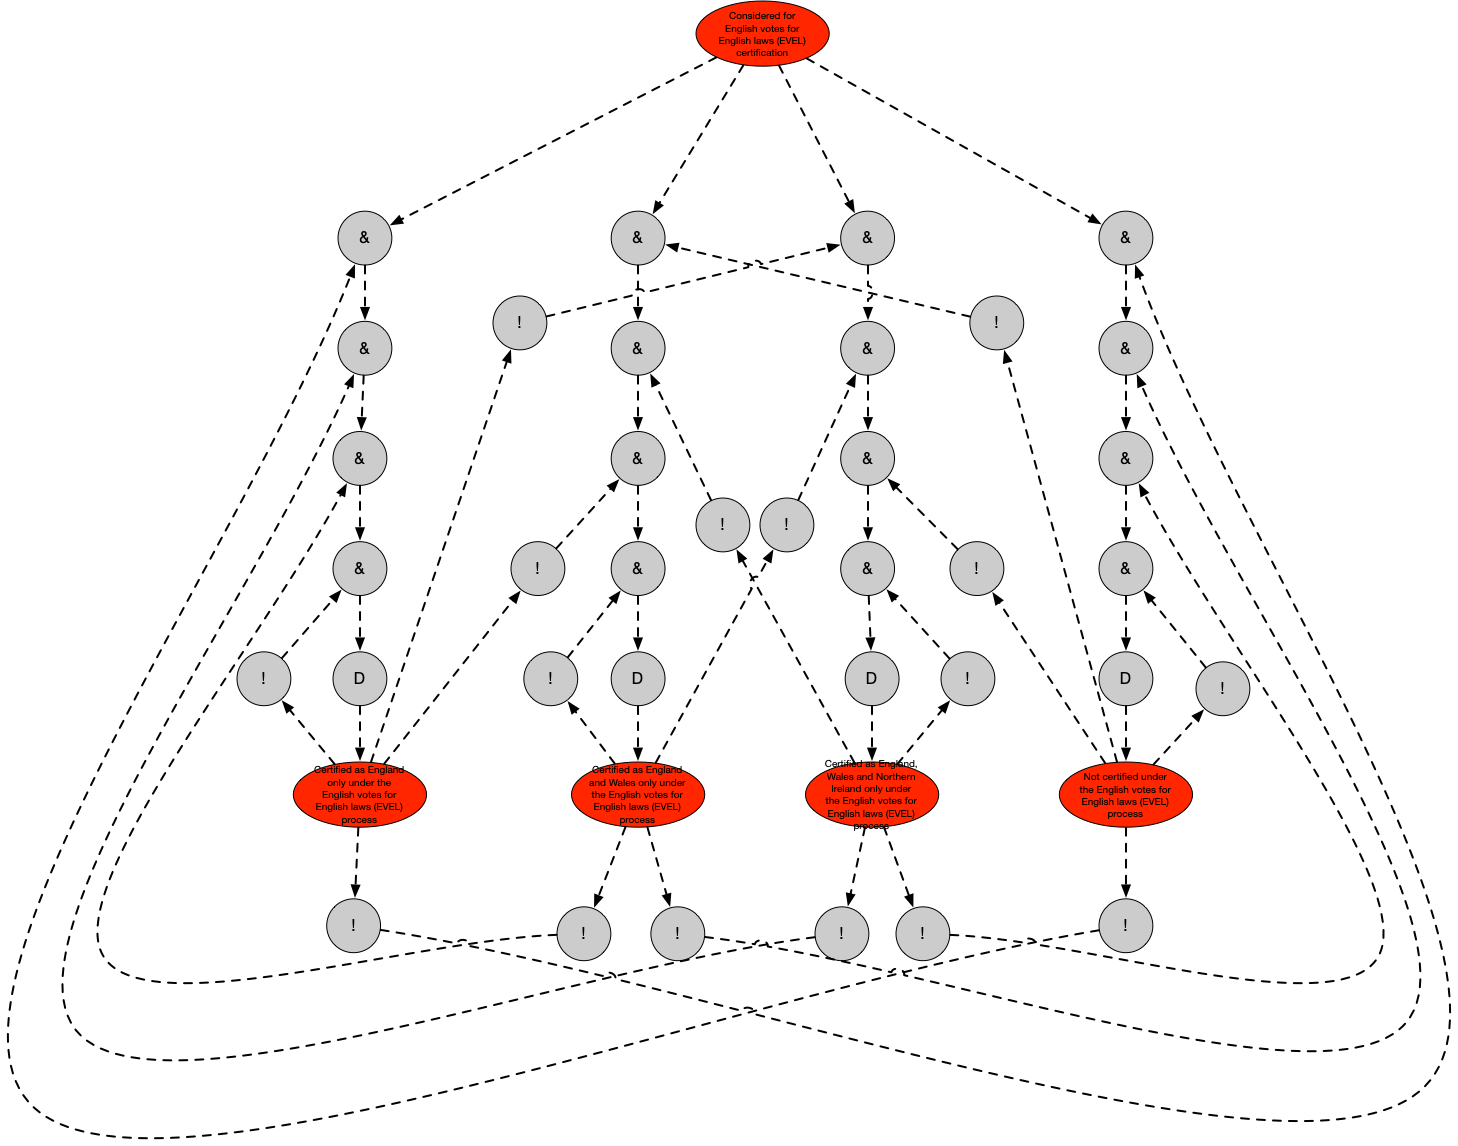 Considered for
English votes for
English laws (EVEL)
certification
&
&
&
&
!
!
&
&
&
&
&
&
&
&
!
!
!
!
&
&
&
&
!
D
!
D
D
!
D
!
Certified as England
only under the
English votes for
English laws (EVEL)
process
Certified as England
and Wales only under
the English votes for
English laws (EVEL)
process
Certified as England,
Wales and Northern
Ireland only under
the English votes for
English laws (EVEL)
process
Not certified under
the English votes for
English laws (EVEL)
process
!
!
!
!
!
!